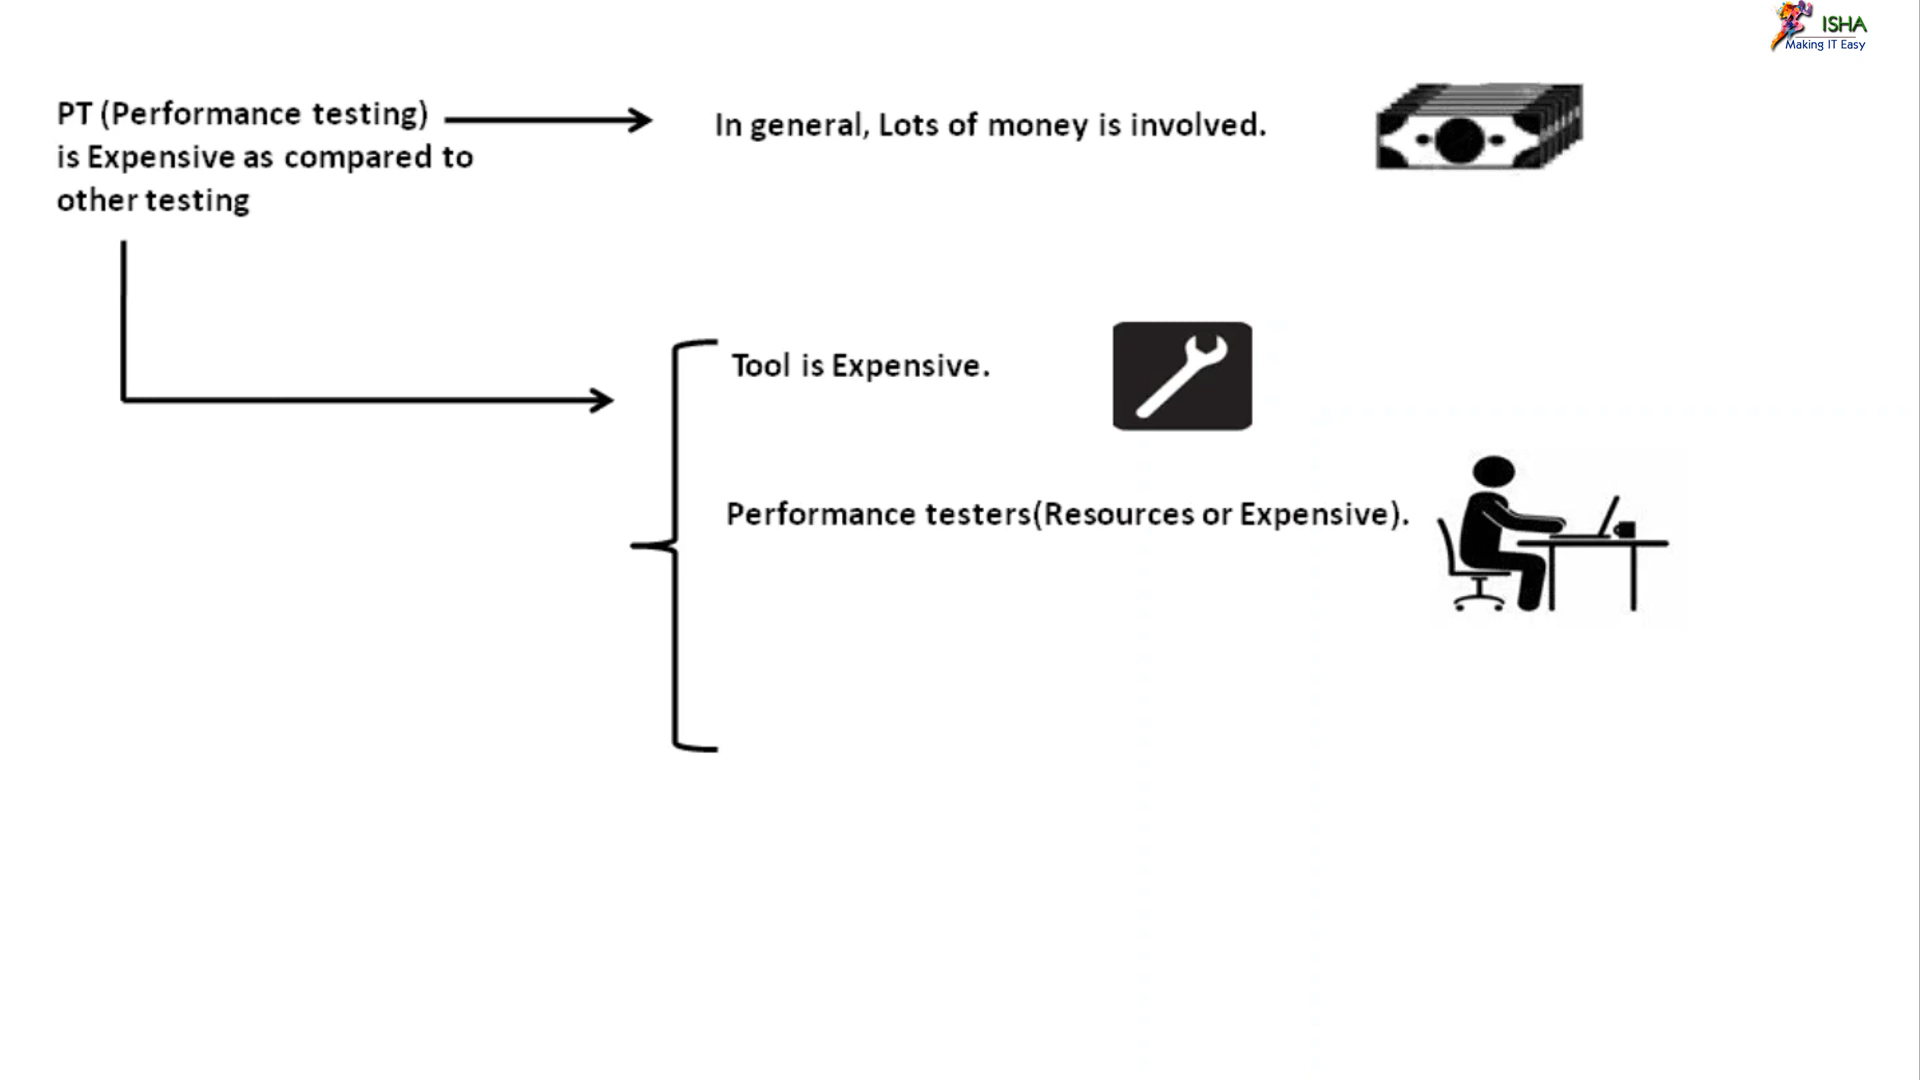 ISHA
Making IT Easy
PT (Performance testing)
is Expensive as compared to
other testing
In general, Lots of money is involved.
Tool is Expensive.
Performance testers(Resources or Expensive).